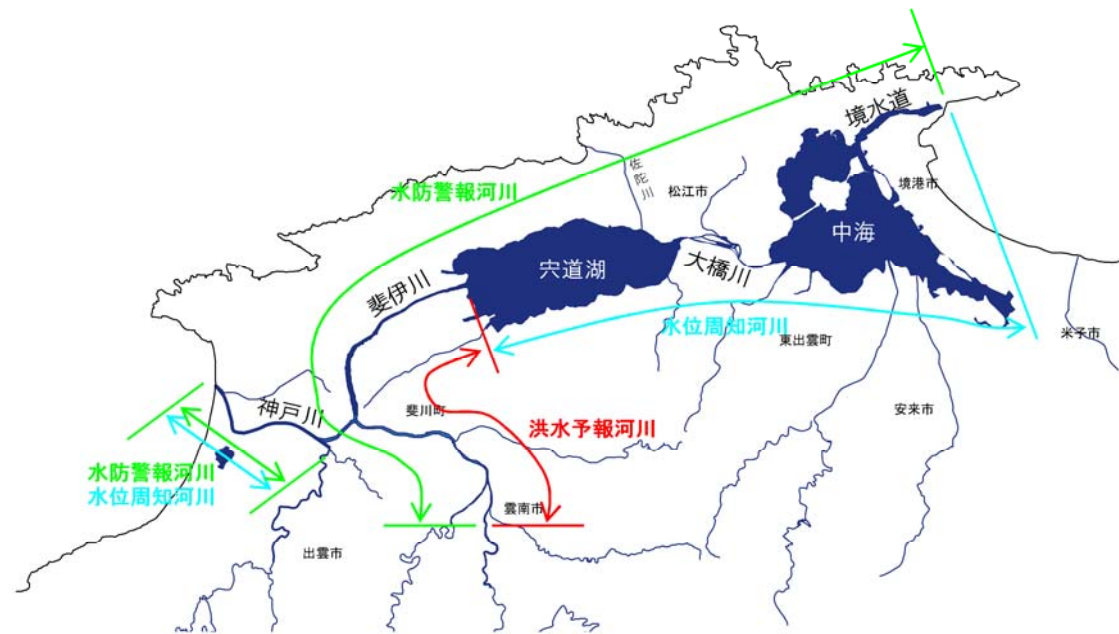 境水道
佐陀川
松江市
境港市
水防警報河川
中海
宍道湖
大橋川
斐伊川
水位周知河川
東出雲町
米子市
神戸川
斐川町
安来市
洪水予報河川
水防警報河川
水位周知河川
雲南市
出雲市